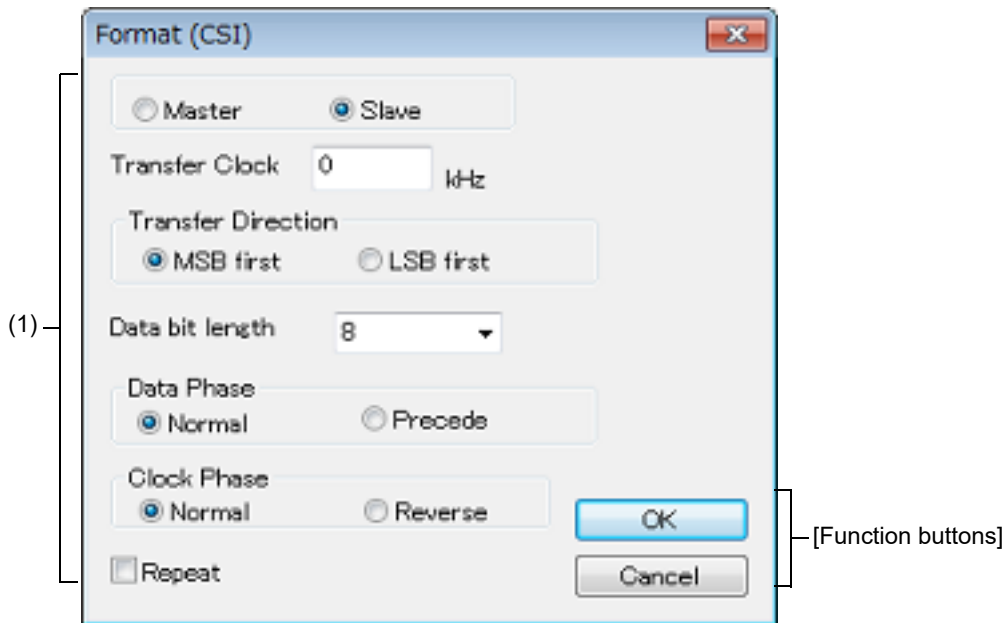 Format (CSI)
Master Slave
Transfer Clock 0 kHz
Transfer Direction
MSB first LSB first
(1)
Data bit length 8
Data Phase
Normal Precede
Clock Phase
Normal Reverse
OK
[Function buttons]
Repeat
Cancel